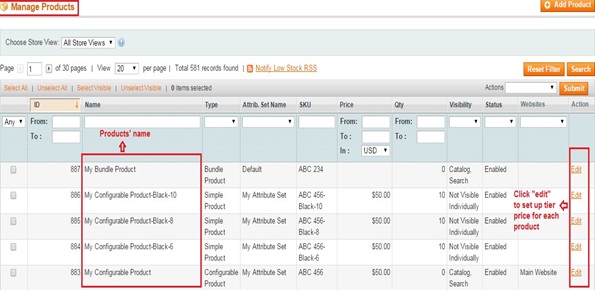 Manage Products
Add Product
Choose Store View: All Store Views
Page 1 of 30 pages | View 20 per page | Total 581 records found | Notify Low Stock RSS
Reset Filter Search
Select All | Unselect All | Select Visible | Unselect Visible | 0 items selected
Actions Submit
ID Name Type Attrib. Set Name SKU Price Qty Visibility Status Websites Action
Any From: From: From:
To : To : To :
In : USD
Products' name
887 My Bundle Product Bundle Product Default ABC 234 0 Catalog, Search Enabled Edit
886 My Configurable Product-Black-10 Simple Product My Attribute Set ABC 456-Black-10 $50.00 10 Not Visible Individually Enabled Edit
885 My Configurable Product-Black-8 Simple Product My Attribute Set ABC 456-Black-8 $50.00 10 Not Visible Individually Enabled Edit
884 My Configurable Product-Black-6 Simple Product My Attribute Set ABC 456-Black-6 $50.00 10 Not Visible Individually Enabled Edit
883 My Configurable Product Configurable Product My Attribute Set ABC 456 $50.00 0 Catalog, Search Enabled Main Website Edit
Click "edit"
to set up tier
price for each
product